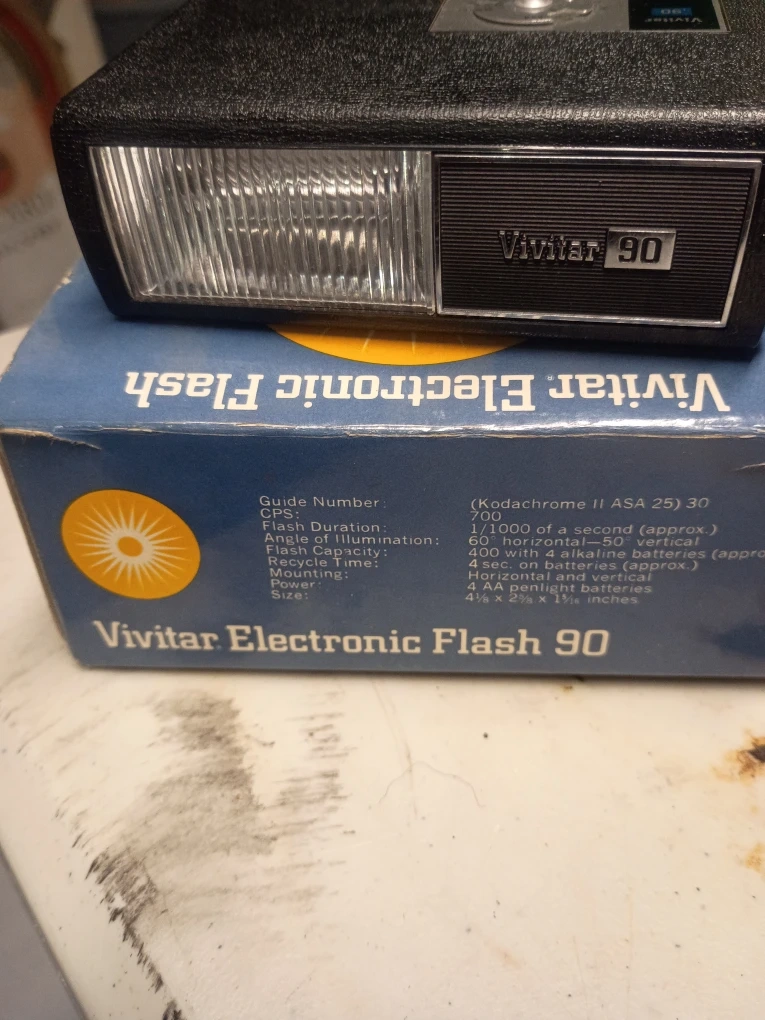 Vivitar
90
Vivitar 90
Vivitar. Electronic Flash
Guide Number: (Kodachrome II ASA 25) 30
CPS: 700
Flash Duration: 1/1000 of a second (approx.)
Angle of Illumination: 60° horizontal—50° vertical
Flash Capacity: 400 with 4 alkaline batteries (appro
Recycle Time: 4 sec. on batteries (approx.)
Mounting: Horizontal and vertical
Power: 4 AA penlight batteries
Size: inches
Vivitar. Electronic Flash 90